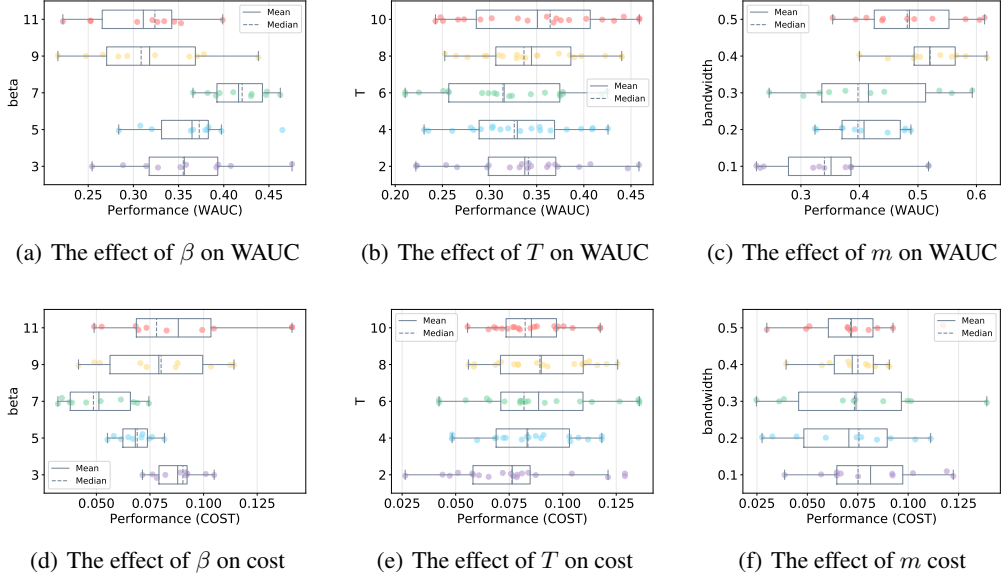 11
9
7
5
3
beta
Mean
Median
0.25
0.30
0.35
0.40
0.45
Performance (WAUC)
(a) The effect of β on WAUC
10
8
6
4
2
T
Mean
Median
0.20
0.25
0.30
0.35
0.40
0.45
Performance (WAUC)
(b) The effect of T on WAUC
0.5
0.4
0.3
0.2
0.1
bandwidth
Mean
Median
0.3
0.4
0.5
0.6
Performance (WAUC)
(c) The effect of m on WAUC
11
9
7
5
3
beta
Mean
Median
0.050
0.075
0.100
0.125
Performance (COST)
(d) The effect of β on cost
10
8
6
4
2
T
Mean
Median
0.025
0.050
0.075
0.100
0.125
Performance (COST)
(e) The effect of T on cost
0.5
0.4
0.3
0.2
0.1
bandwidth
Mean
Median
0.025
0.050
0.075
0.100
0.125
Performance (COST)
(f) The effect of m cost